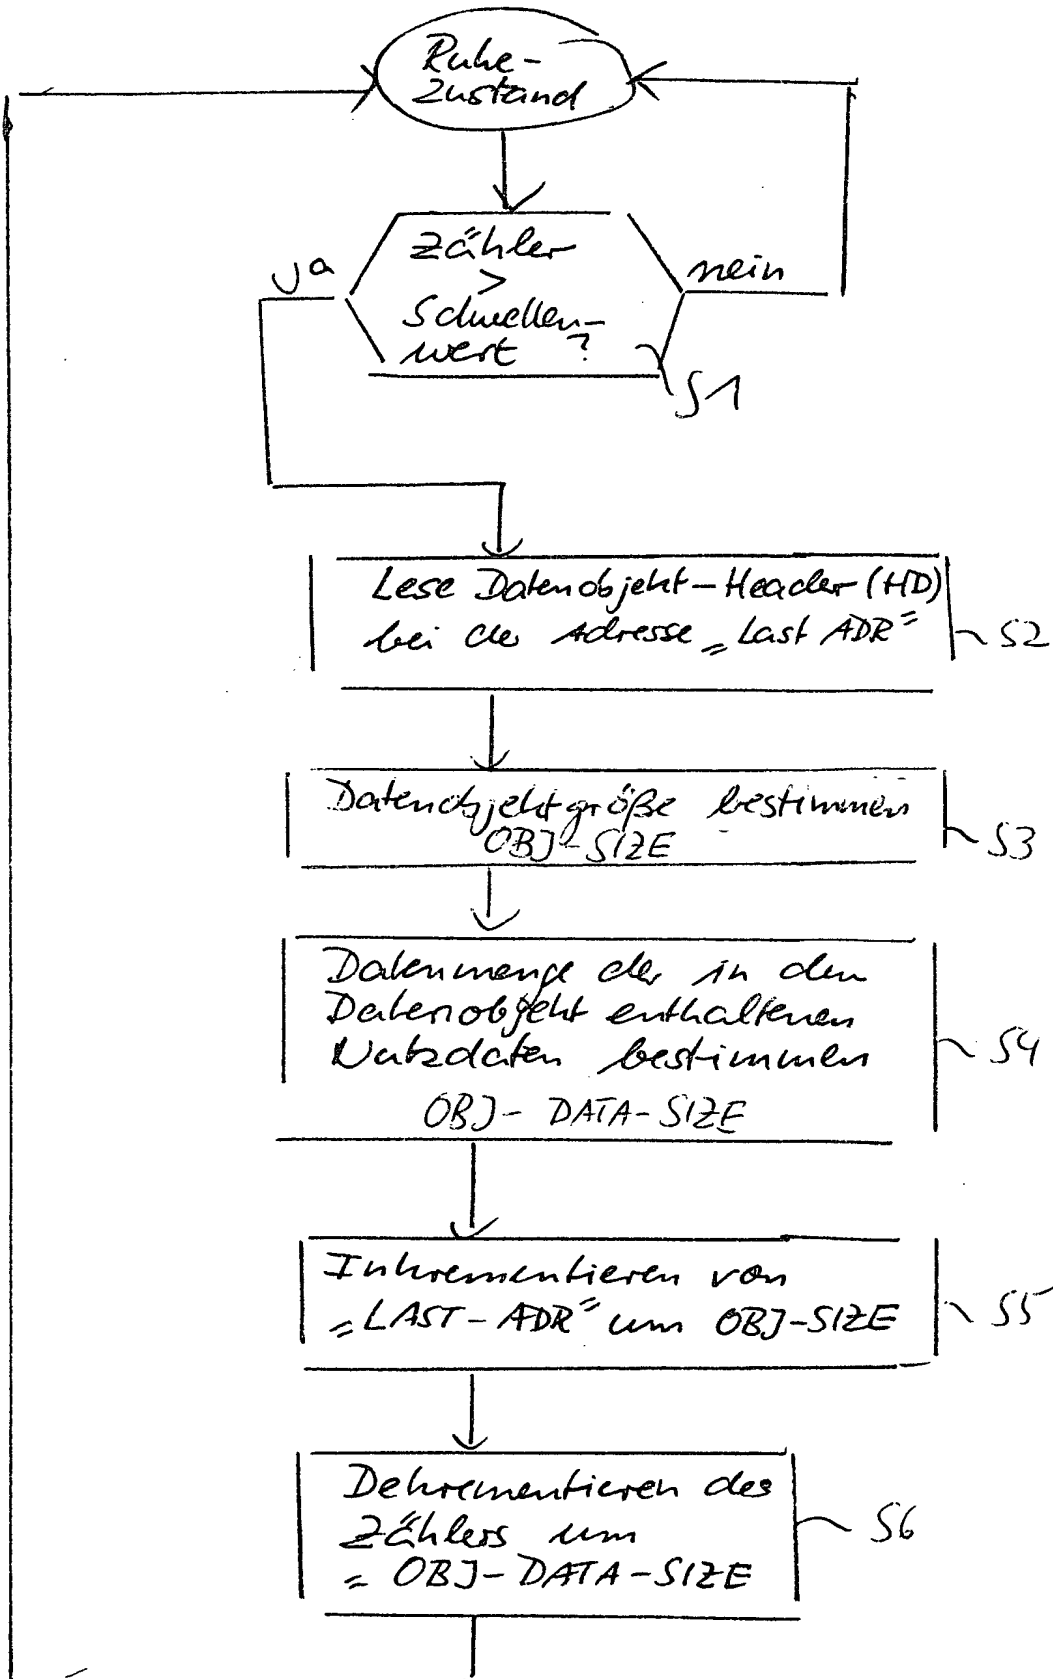 Ruhe-
Zustand
Zähler
>
Schwellen-
wert ?
ja
nein
S1
Lese Datenobjekt-Header (HD)
bei der Adresse „Last ADR"
S2
Datenobjektgröße bestimmen
OBJ-SIZE
S3
Datenmenge der in den
Datenobjekt enthaltenen
Nutzdaten bestimmen
OBJ-DATA-SIZE
S4
Inkrementieren von
„LAST-ADR" um OBJ-SIZE
S5
Dekrementieren des
Zählers um
„OBJ-DATA-SIZE
S6